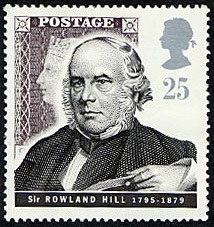 POSTAGE
25
Sir ROWLAND HILL 1795-1879